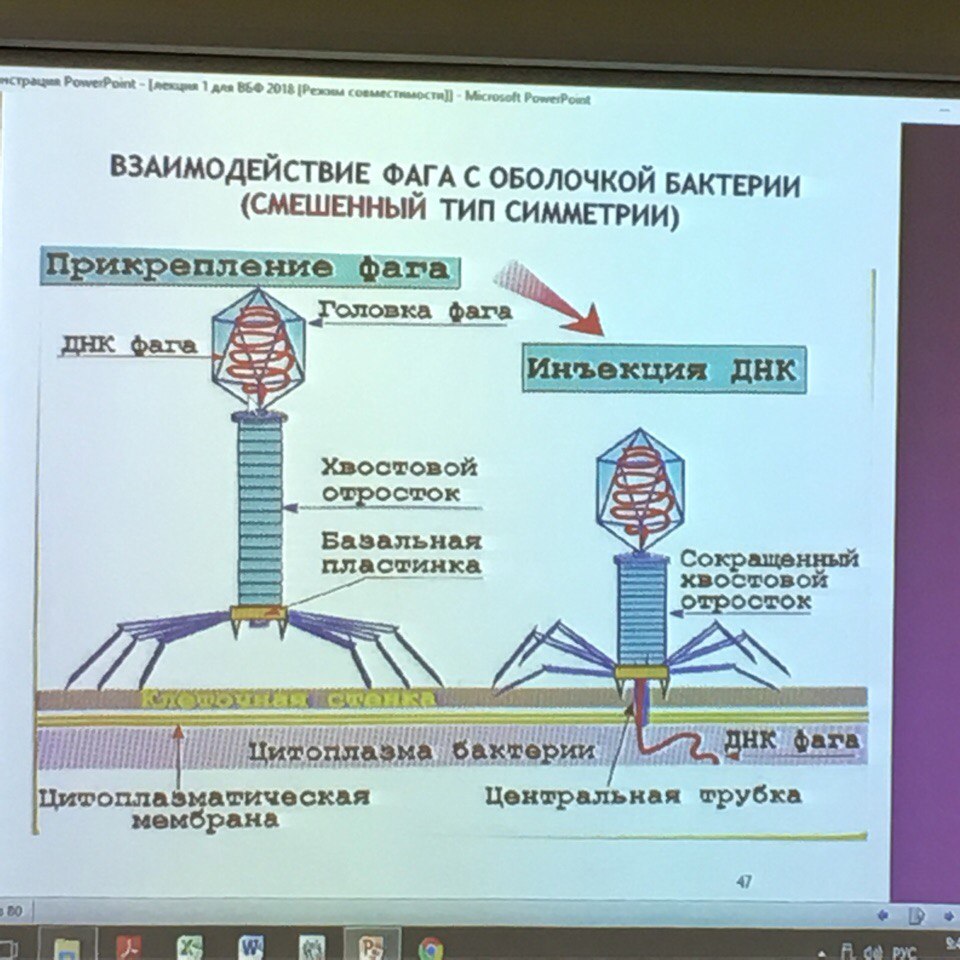 нстрация PowerPoint - [лекция 1 для ВБФ 2018 [Режим совместимости]] - Microsoft PowerPoint
ВЗАИМОДЕЙСТВИЕ ФАГА С ОБОЛОЧКОЙ БАКТЕРИИ
(СМЕШЕННЫЙ ТИП СИММЕТРИИ)
Прикрепление фага
Головка фага
ДНК фага
Инъекция ДНК
Хвостовой
отросток
Базальная
пластинка
Сокращенный
хвостовой
отросток
Клеточная стенка
Цитоплазма бактерии
ДНК фага
Цитоплазматическая
мембрана
Центральная трубка
47
80
РУС